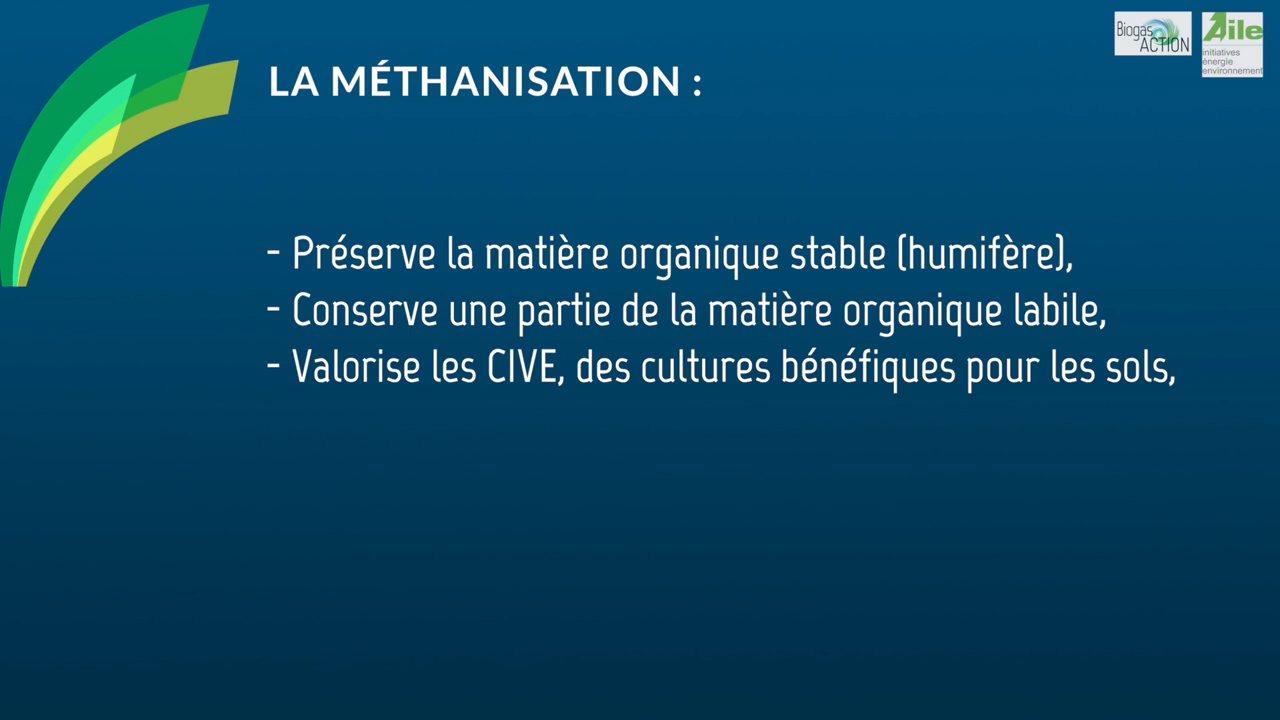 Biogas
ACTION
Aile
initiatives
énergie
environnement
LA MÉTHANISATION :
- Préserve la matière organique stable (humifère),
- Conserve une partie de la matière organique labile,
- Valorise les CIVE, des cultures bénéfiques pour les sols,